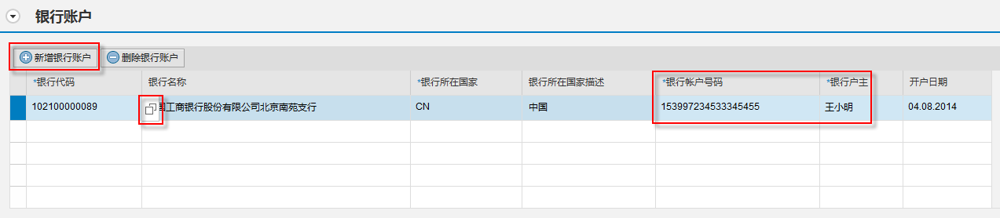 银行账户
新增银行账户 删除银行账户
*银行代码 银行名称 *银行所在国家 银行所在国家描述 *银行帐户号码 *银行户主 开户日期
102100000089 国工商银行股份有限公司北京南苑支行 CN 中国 153997234533345455 王小明 04.08.2014